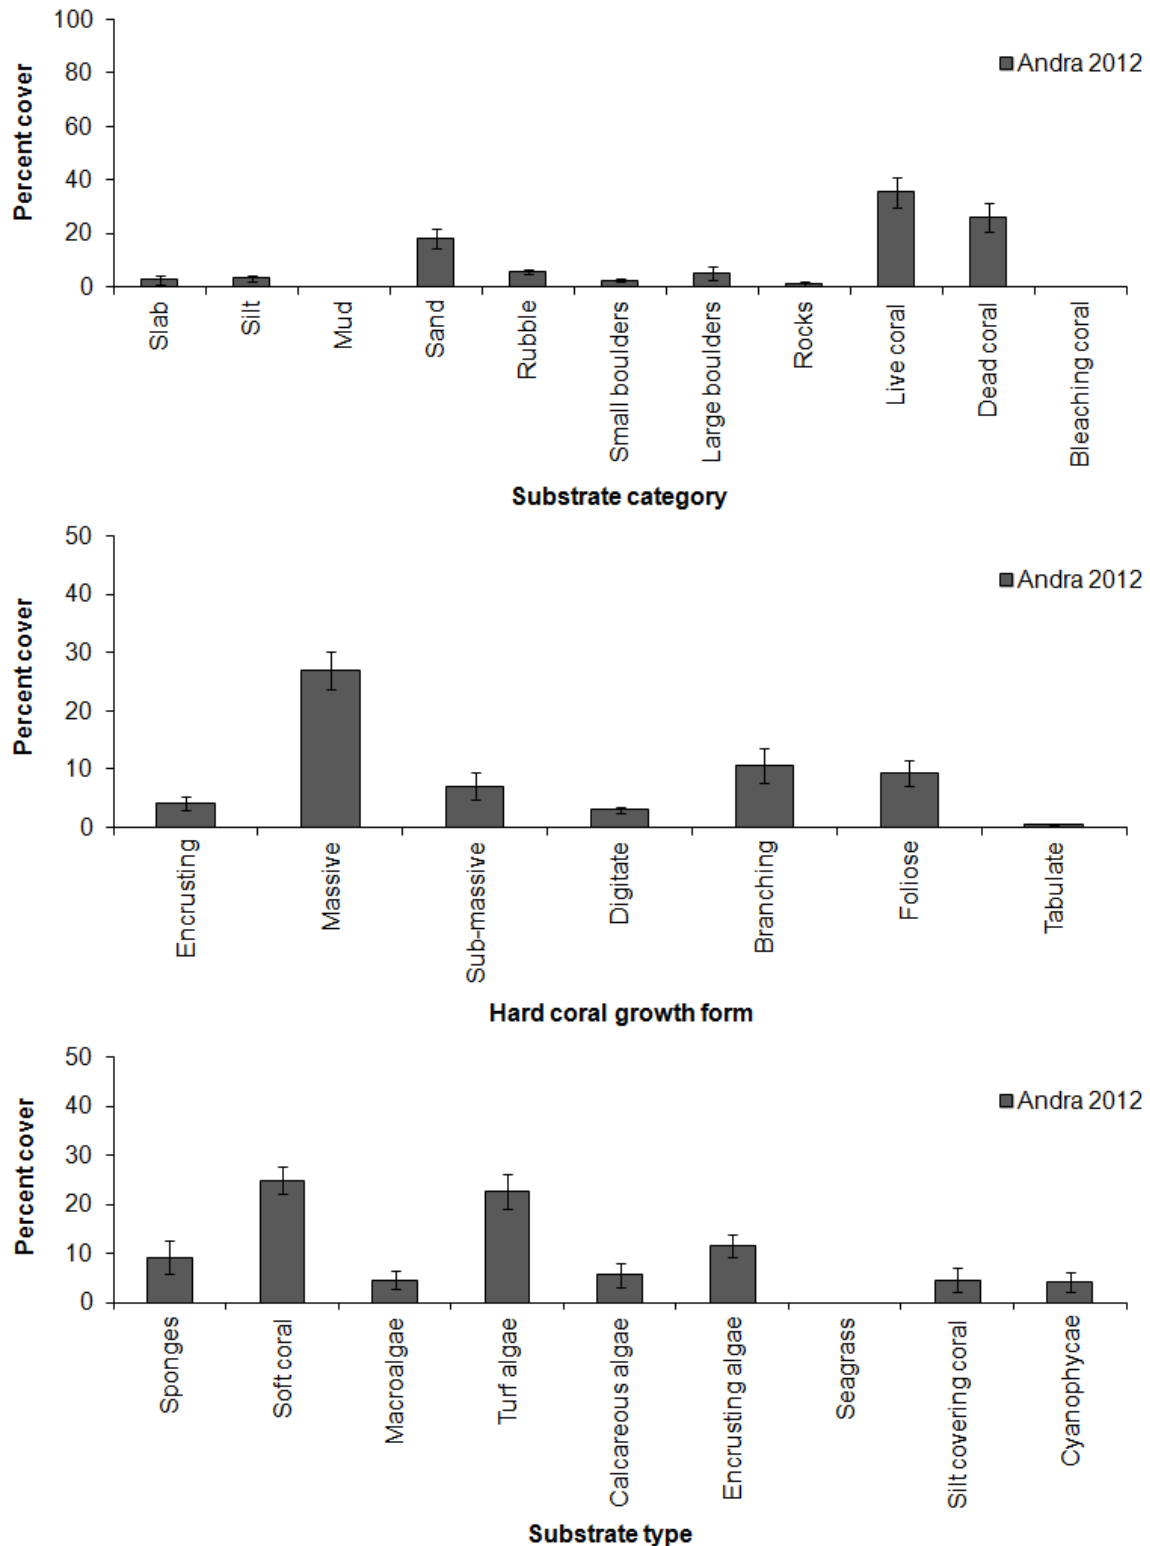 100
80
60
40
20
0
Percent cover
Andra 2012
Slab
Silt
Mud
Sand
Rubble
Small boulders
Large boulders
Rocks
Live coral
Dead coral
Bleaching coral
Substrate category
50
40
30
20
10
0
Percent cover
Andra 2012
Encrusting
Massive
Sub-massive
Digitate
Branching
Foliose
Tabulate
Hard coral growth form
50
40
30
20
10
0
Percent cover
Andra 2012
Sponges
Soft coral
Macroalgae
Turf algae
Calcareous algae
Encrusting algae
Seagrass
Silt covering coral
Cyanophycae
Substrate type